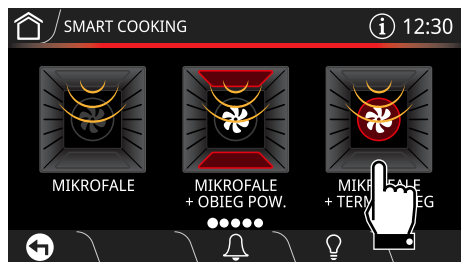 SMART COOKING
12:30
MIKROFALE
MIKROFALE
+ OBIEG POW.
+